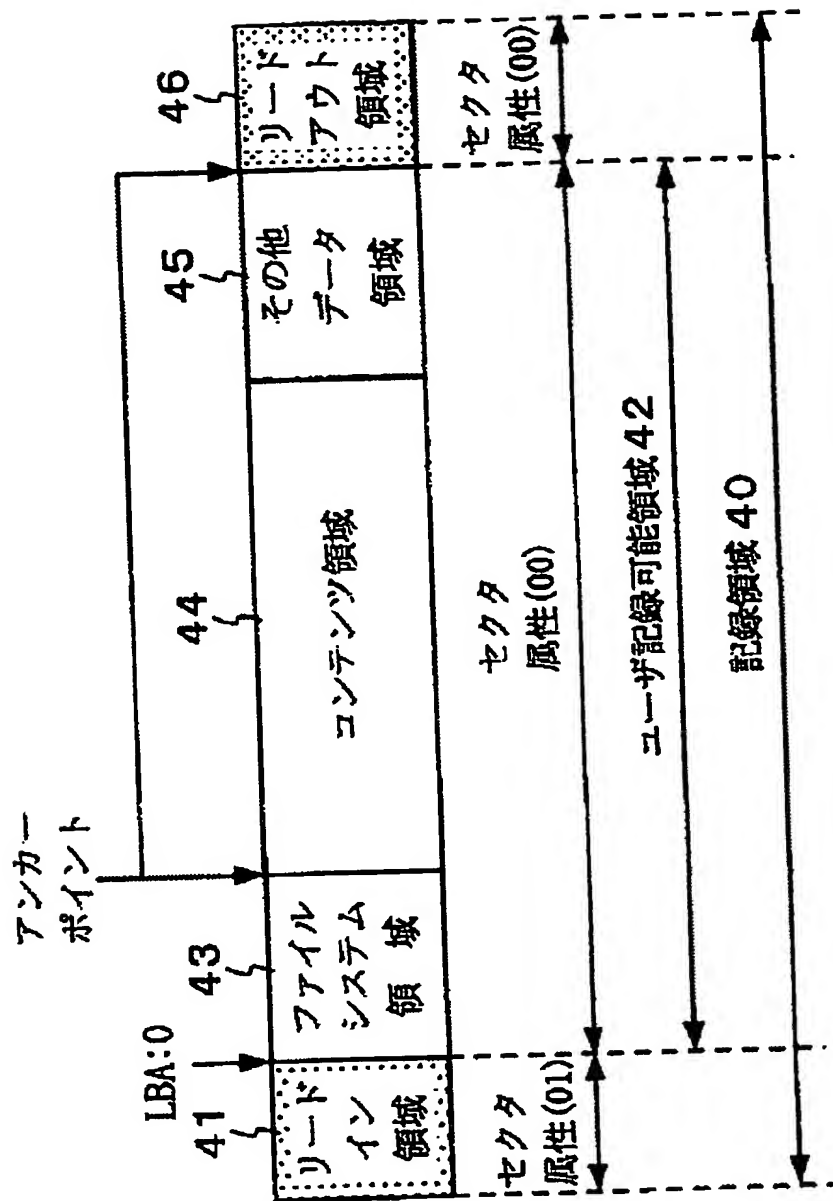 アンカー
ポイント
LBA:0
41
43
44
45
46
リード
イン
領域
ファイル
システム
領 域
コンテンツ領域
その他
データ
領域
リード
アウト
領域
セクタ
属性(01)
セクタ
属性(00)
セクタ
属性(00)
ユーザ記録可能領域42
記録領域40